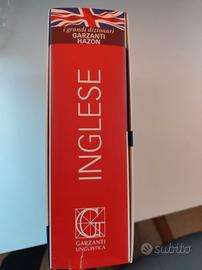 i grandi dizionari
GARZANTI
HAZON
INGLESE
GARZANTI
LINGUISTICA
subito